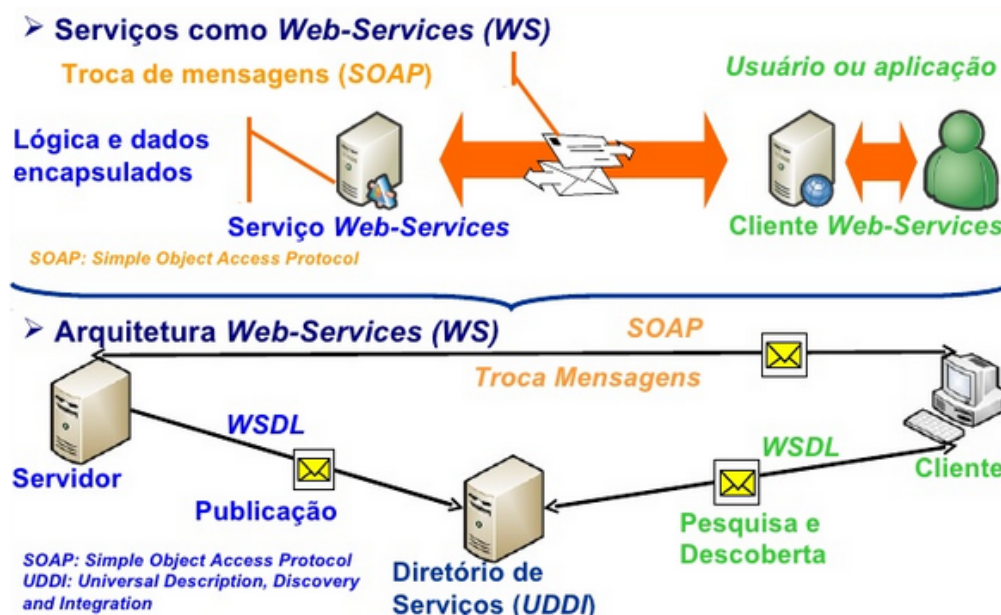 ➢ Serviços como Web-Services (WS)
Troca de mensagens (SOAP)
Usuário ou aplicação
Lógica e dados
encapsulados
Serviço Web-Services
Cliente Web-Services
SOAP: Simple Object Access Protocol
➢ Arquitetura Web-Services (WS)
SOAP
Troca Mensagens
WSDL
WSDL
Servidor
Cliente
Publicação
Pesquisa e
Descoberta
SOAP: Simple Object Access Protocol
UDDI: Universal Description, Discovery
and Integration
Diretório de
Serviços (UDDI)